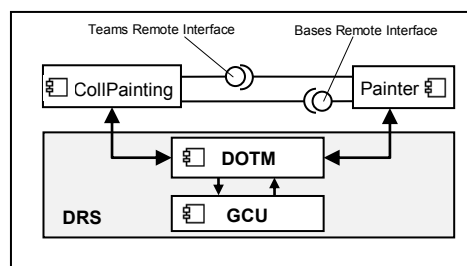 Teams Remote Interface
Bases Remote Interface
CollPainting
Painter
DOTM
GCU
DRS